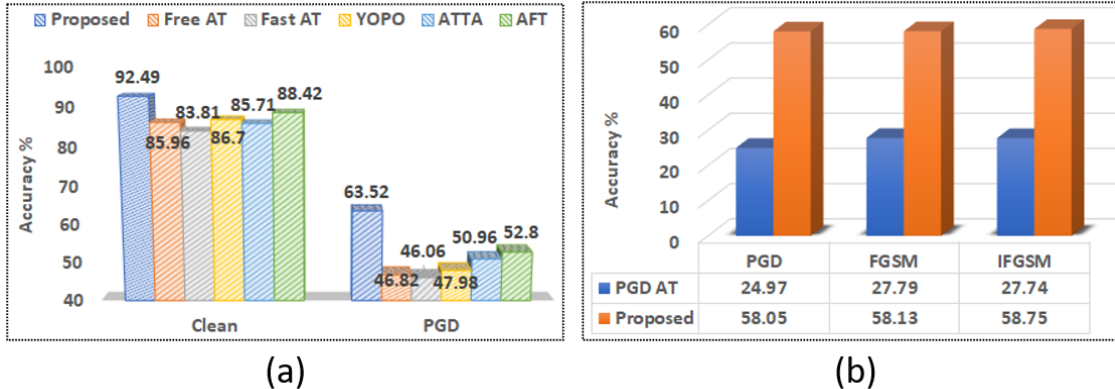 Proposed Free AT Fast AT YOPO ATTA AFT
Accuracy %
100
90
80
70
60
50
40
92.49
85.96
83.81
86.7
85.71
88.42
63.52
46.82
46.06
47.98
50.96
52.8
Clean PGD
(a)
Accuracy %
60
50
40
30
20
10
0
PGD FGSM IFGSM
PGD AT 24.97 27.79 27.74
Proposed 58.05 58.13 58.75
(b)